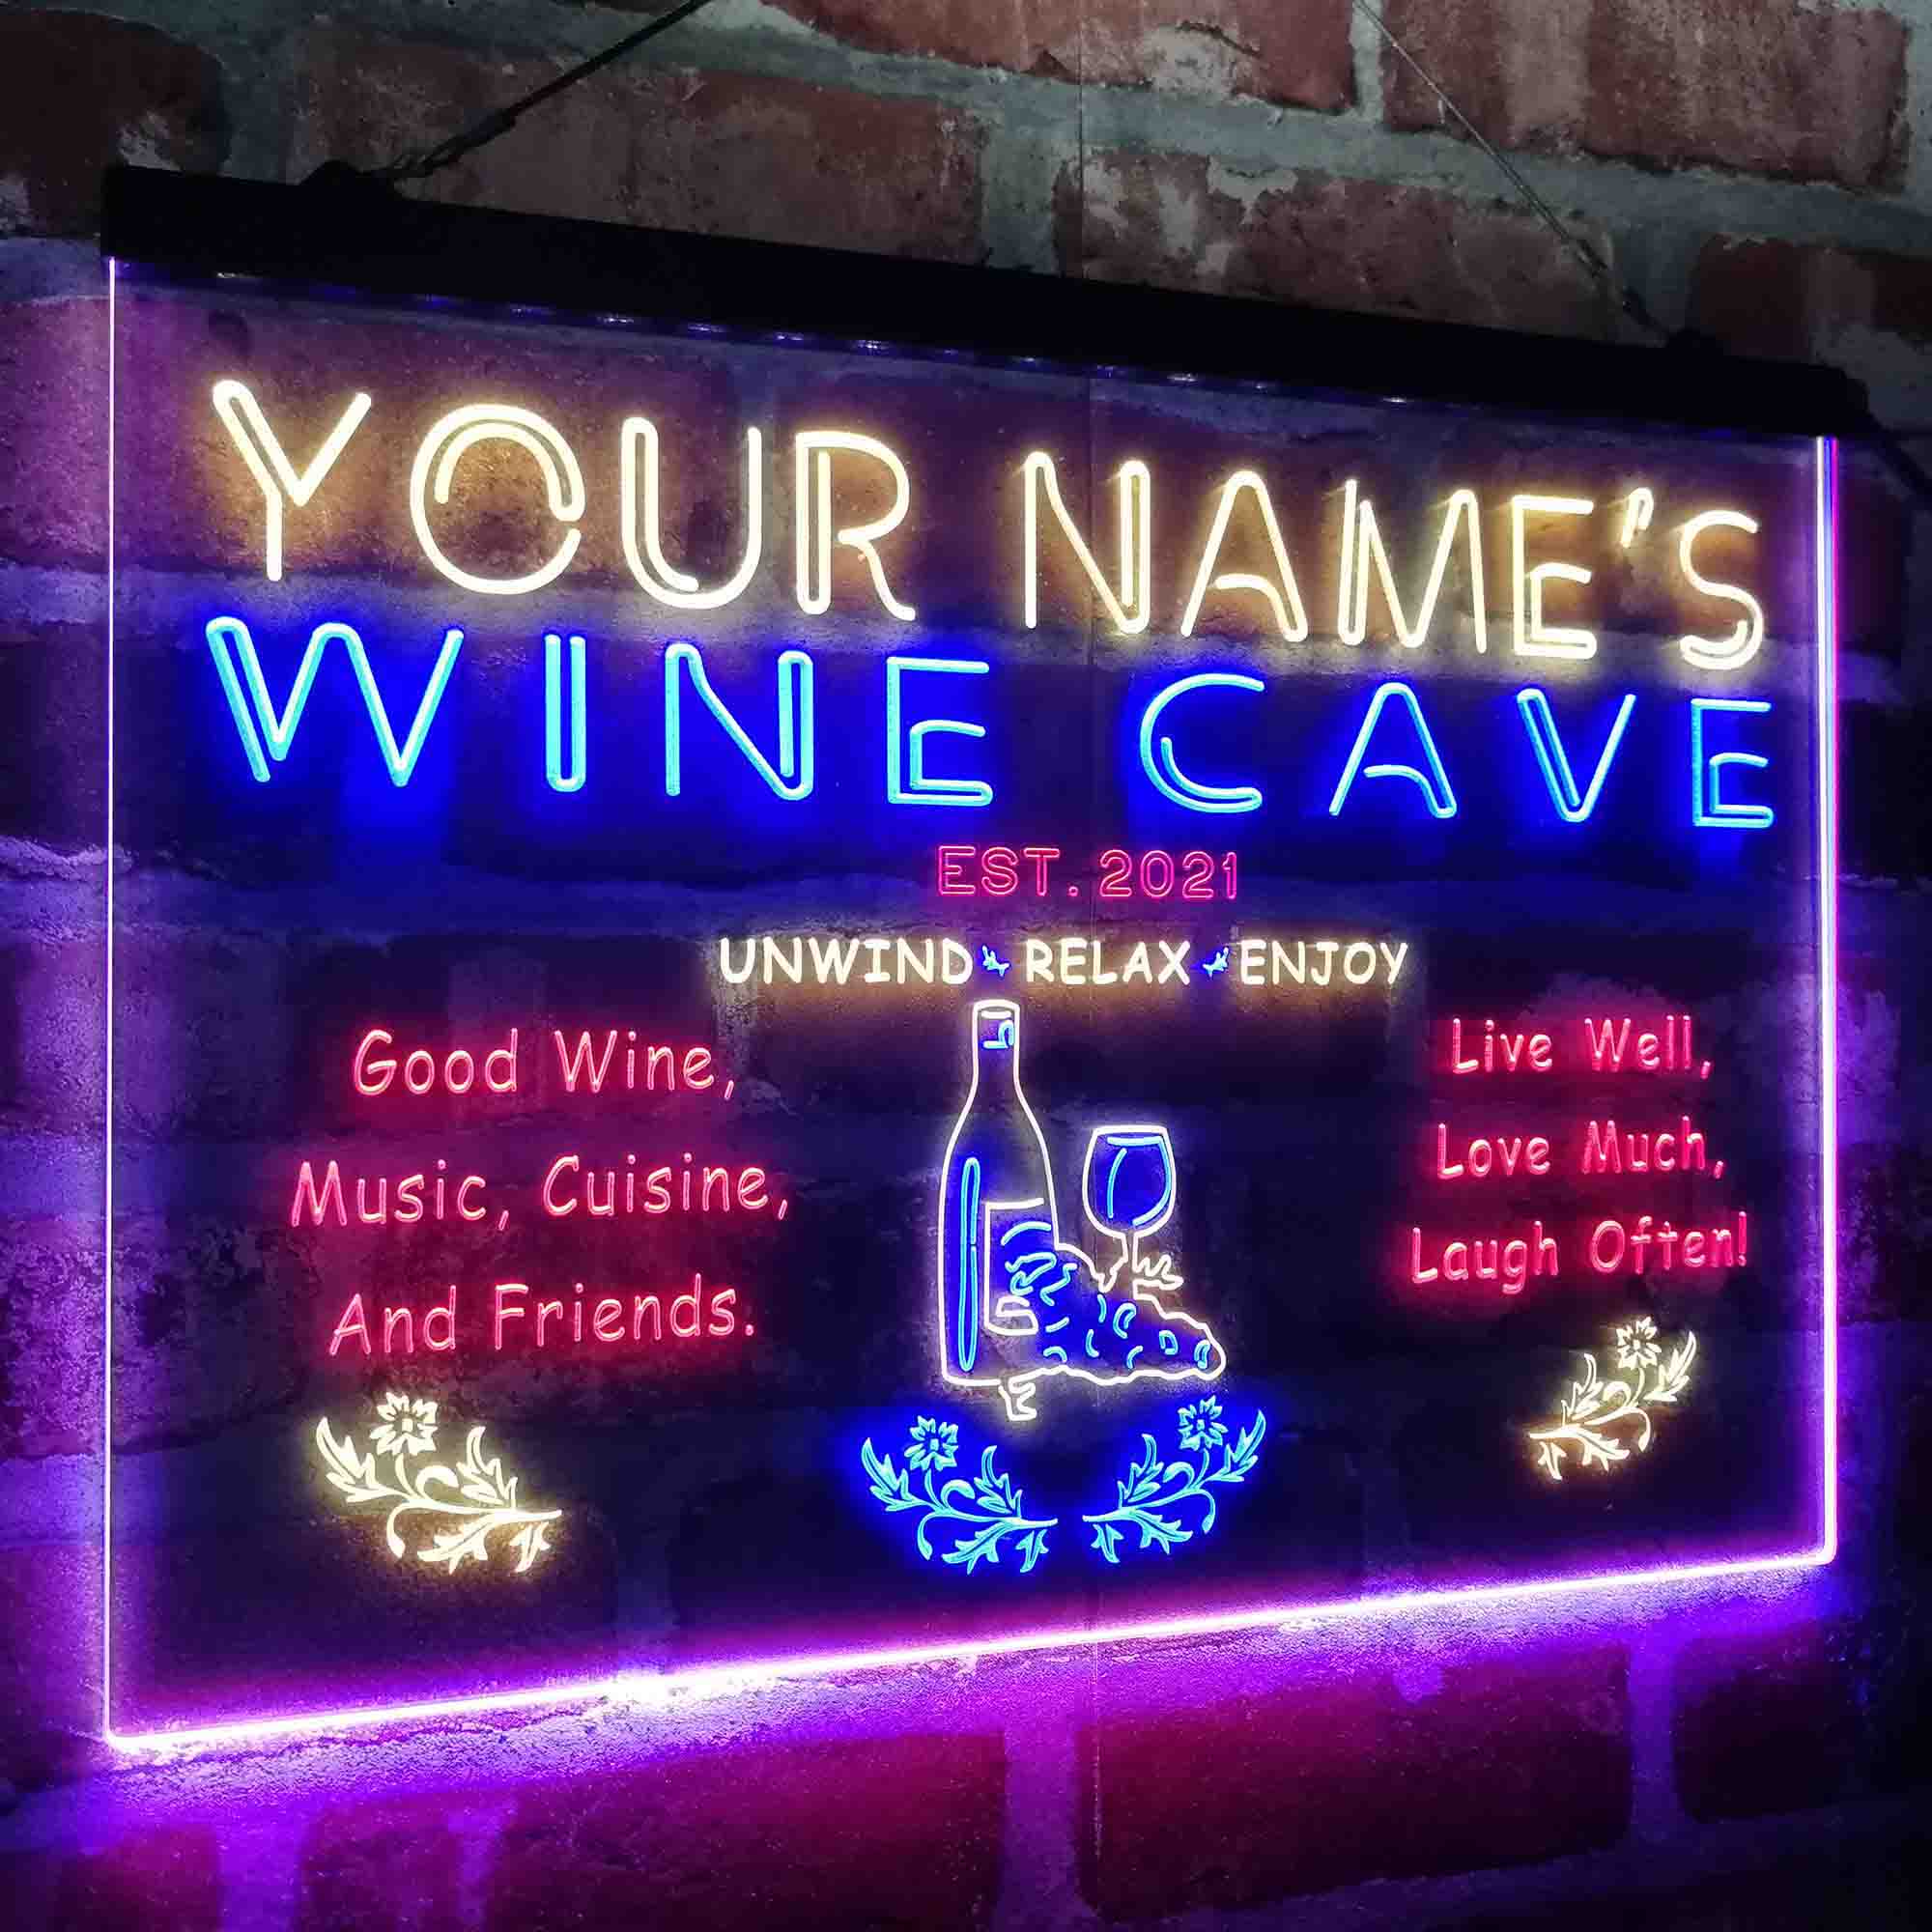 YOUR NAME'S
WINE CAVE
EST. 2021
UNWIND RELAX ENJOY
Good Wine,
Music, Cuisine,
And Friends.
Live Well,
Love Much,
Laugh Often!